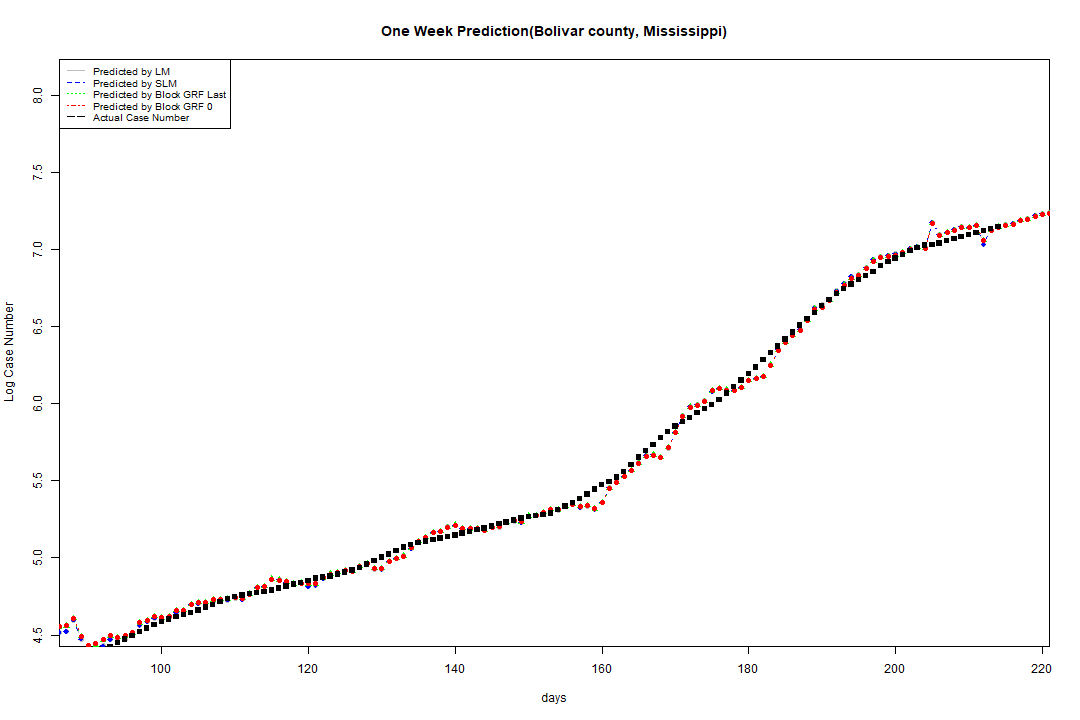 One Week Prediction(Bolivar county, Mississippi)
Predicted by LM
Predicted by SLM
Predicted by Block GRF Last
Predicted by Block GRF 0
Actual Case Number
8.0
7.5
7.0
6.5
6.0
5.5
5.0
4.5
Log Case Number
100 120 140 160 180 200 220
days